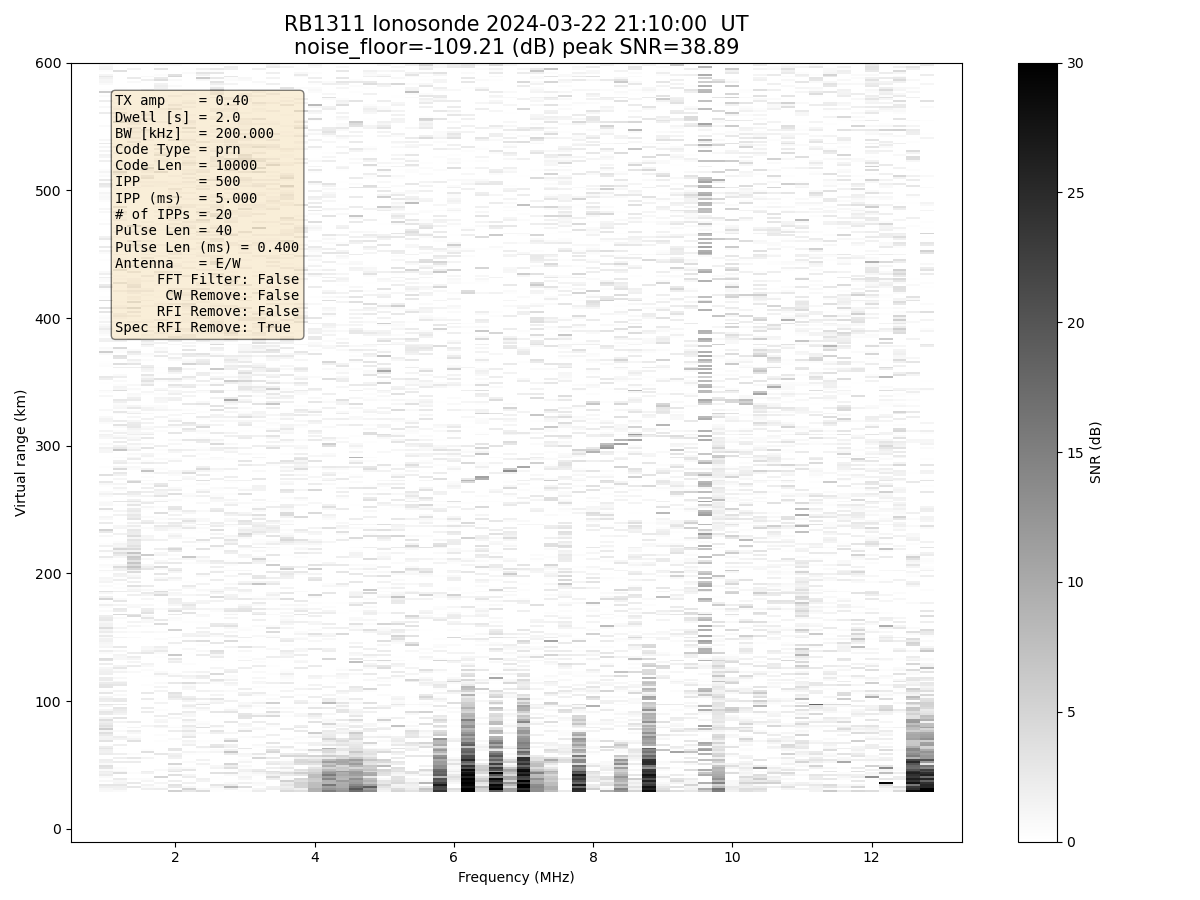 RB1311 Ionosonde 2024-03-22 21:10:00 UT
noise_floor=-109.21 (dB) peak SNR=38.89
TX amp = 0.40
Dwell [s] = 2.0
BW [kHz] = 200.000
Code Type = prn
Code Len = 10000
IPP = 500
IPP (ms) = 5.000
# of IPPs = 20
Pulse Len = 40
Pulse Len (ms) = 0.400
Antenna = E/W
FFT Filter: False
CW Remove: False
RFI Remove: False
Spec RFI Remove: True
600
500
400
300
200
100
0
Virtual range (km)
2 4 6 8 10 12
Frequency (MHz)
30
25
20
15
10
5
0
SNR (dB)